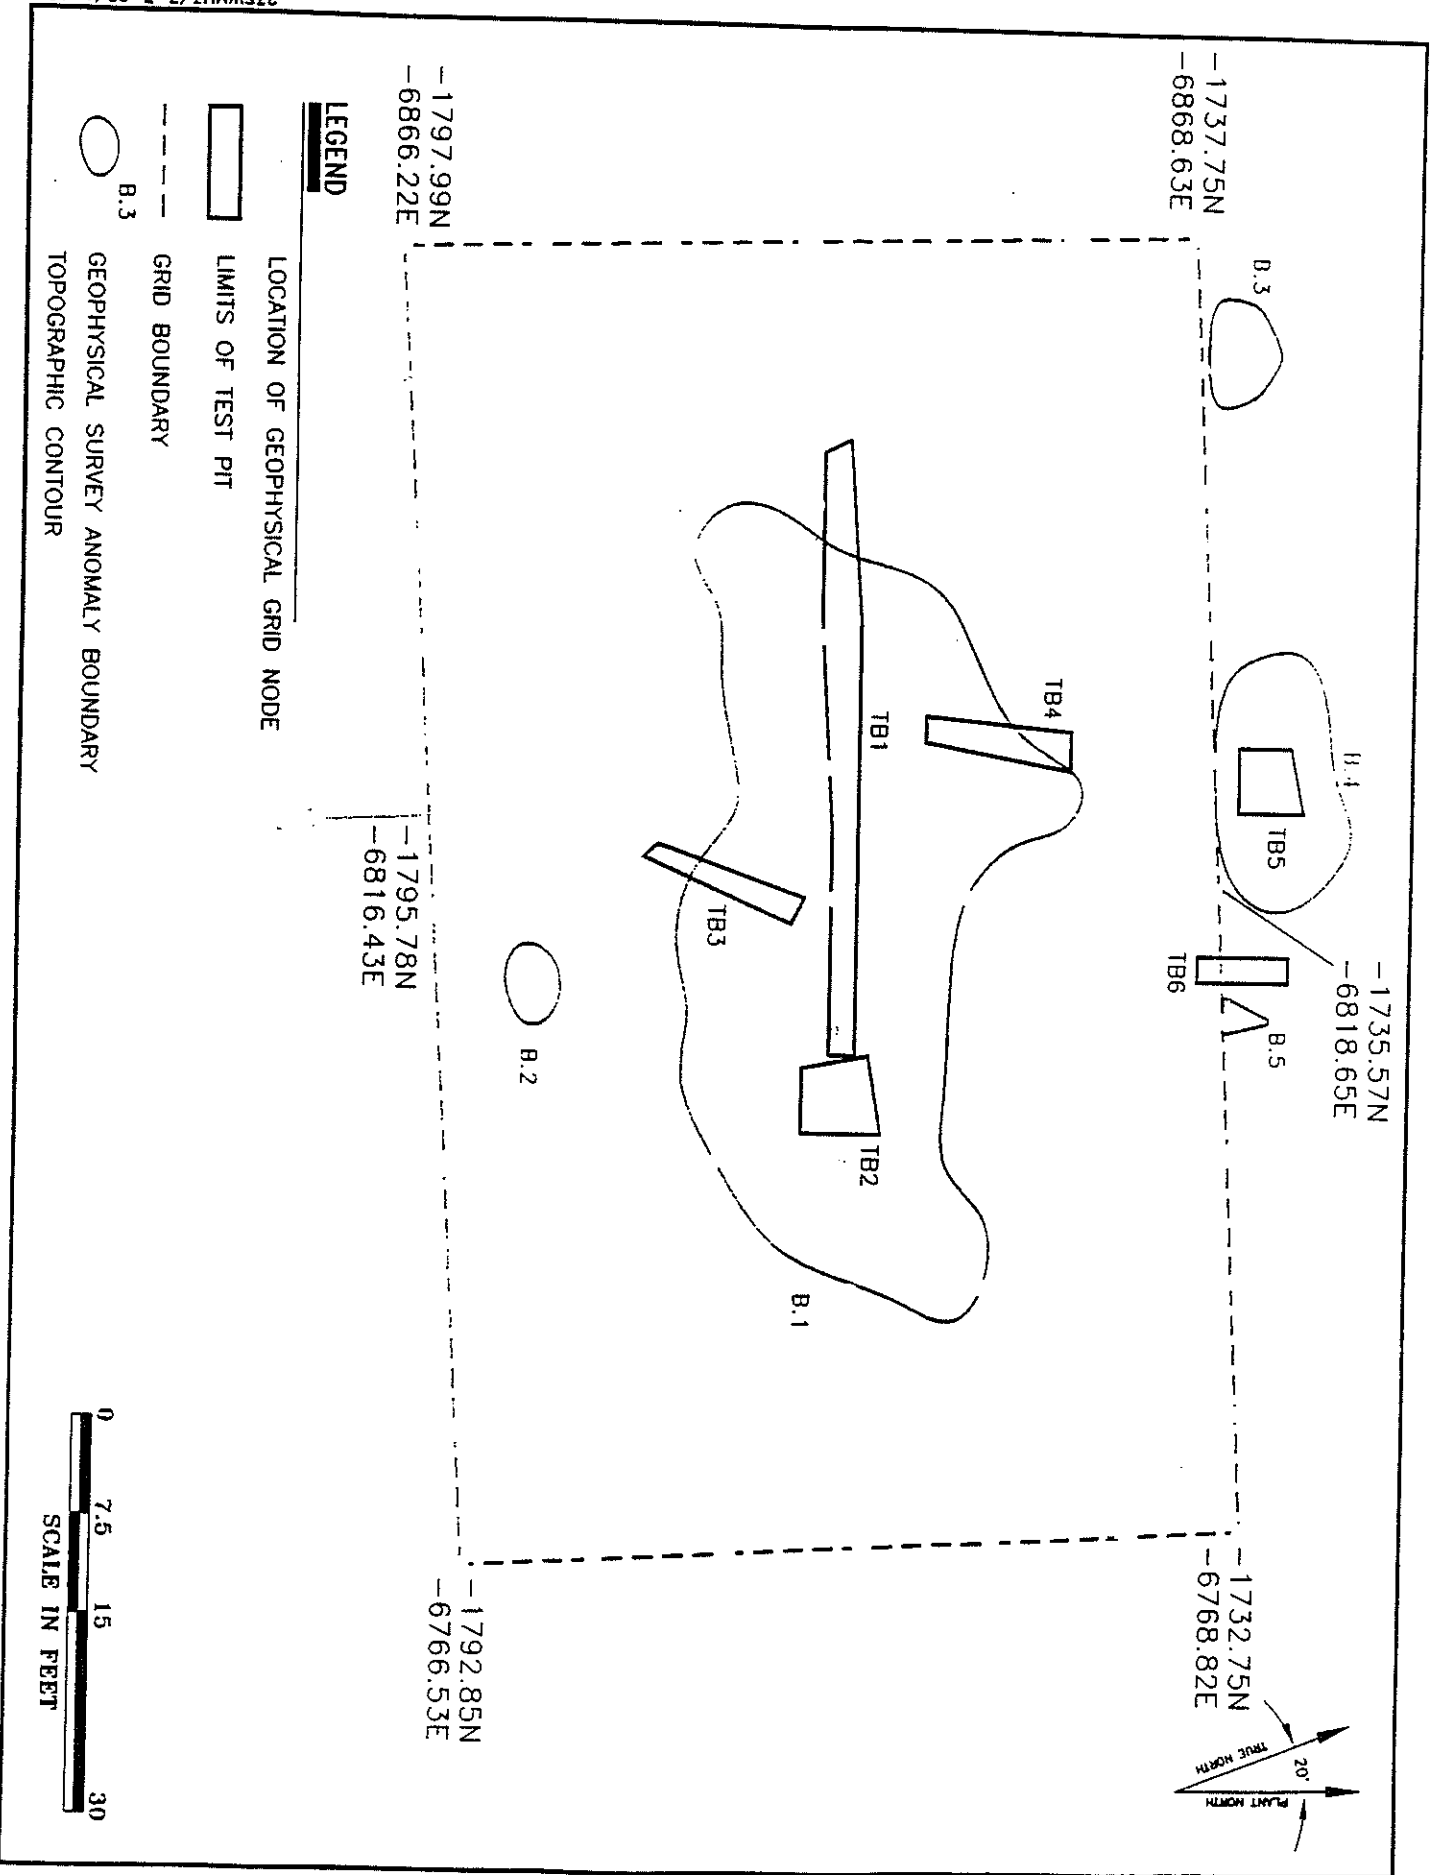 -1737.75N
-6868.63E
B.3
B.4
TB5
-1735.57N
-6818.65E
TB6
B.5
-1732.75N
-6768.82E
TRUE NORTH
20°
PLANT NORTH
TB4
TB1
TB3
TB2
B.1
B.2
-1797.99N
-6866.22E
-1795.78N
-6816.43E
-1792.85N
-6766.53E
LEGEND
LOCATION OF GEOPHYSICAL GRID NODE
LIMITS OF TEST PIT
GRID BOUNDARY
B.3
GEOPHYSICAL SURVEY ANOMALY BOUNDARY
TOPOGRAPHIC CONTOUR
0 7.5 15 30
SCALE IN FEET